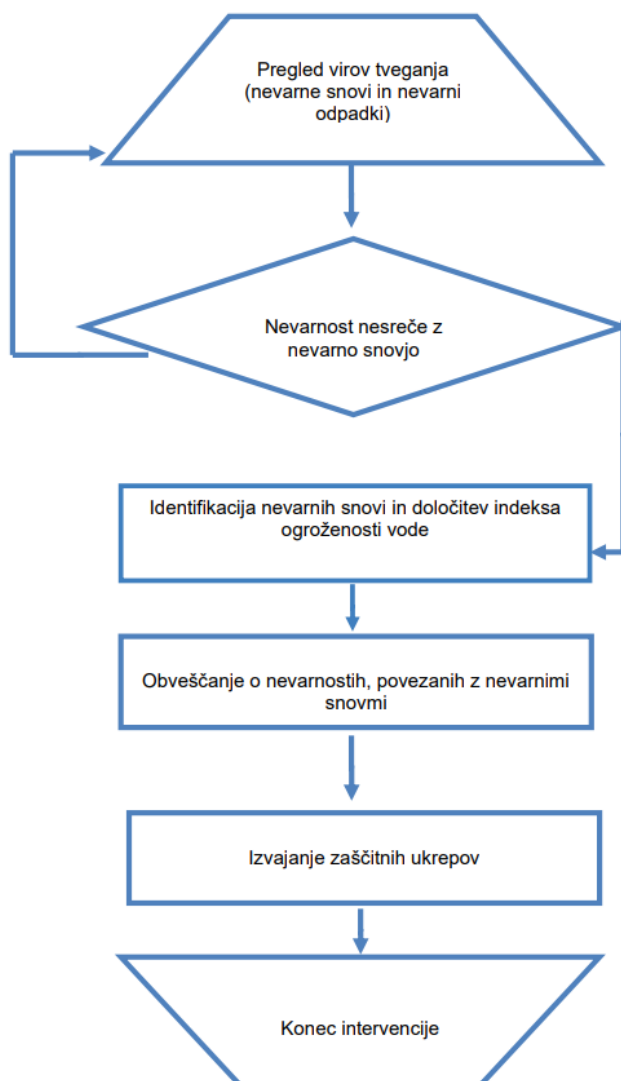 Pregled virov tveganja
(nevarne snovi in nevarni
odpadki)
Nevarnost nesreče z
nevarno snovjo
Identifikacija nevarnih snovi in določitev indeksa
ogroženosti vode
Obveščanje o nevarnostih, povezanih z nevarnimi
snovmi
Izvajanje zaščitnih ukrepov
Konec intervencije